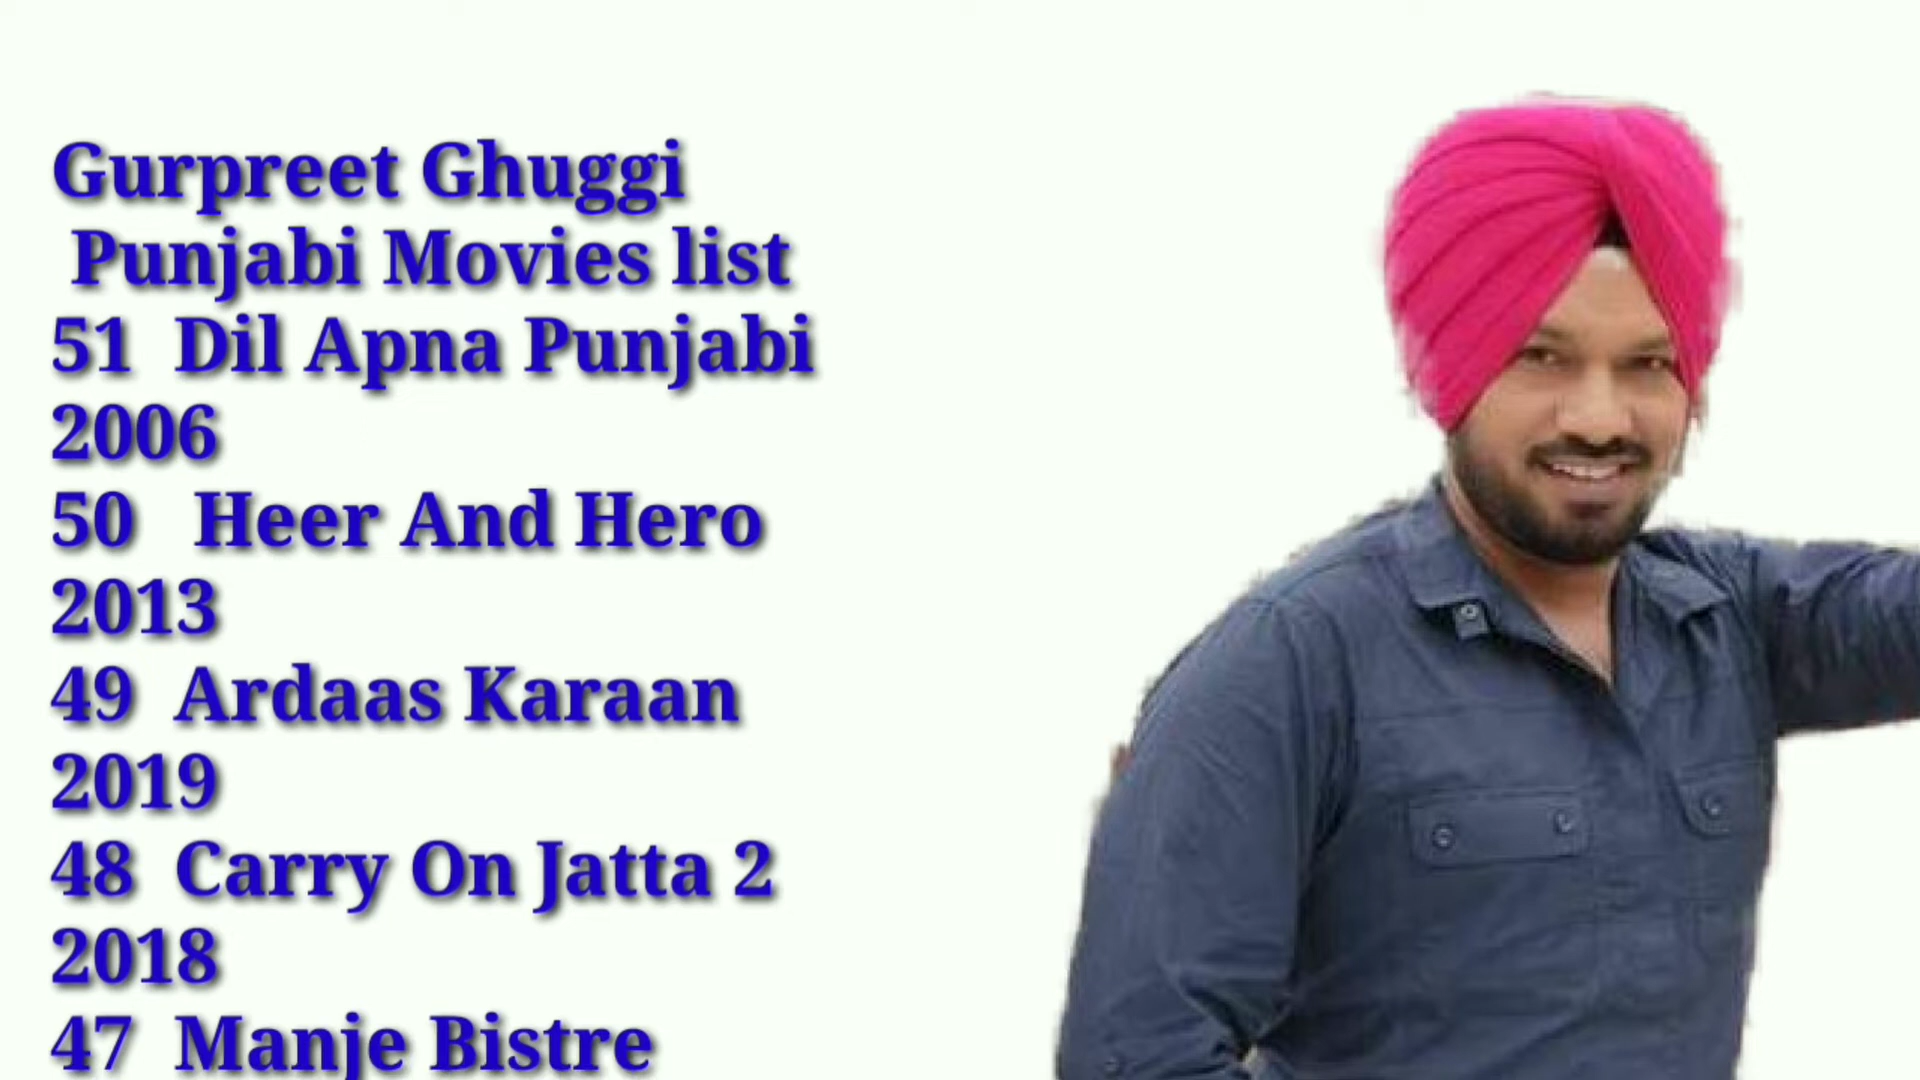 Gurpreet Ghuggi
Punjabi Movies list
51 Dil Apna Punjabi
2006
50 Heer And Hero
2013
49 Ardaas Karaan
2019
48 Carry On Jatta 2
2018
47 Manje Bistre